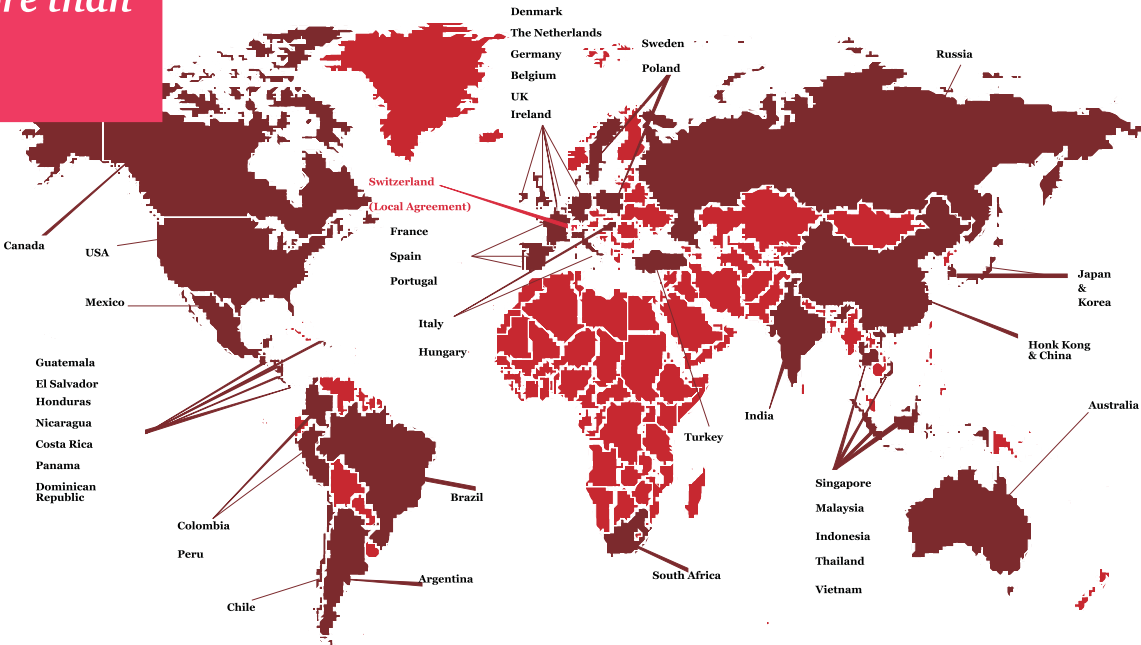 re than
Denmark
The Netherlands
Germany
Belgium
UK
Ireland
Sweden
Poland
Russia
Switzerland
(Local Agreement)
France
Spain
Portugal
Italy
Hungary
Canada
USA
Mexico
Guatemala
El Salvador
Honduras
Nicaragua
Costa Rica
Panama
Dominican
Republic
Colombia
Peru
Chile
Argentina
Brazil
South Africa
Turkey
India
Japan
&
Korea
Honk Kong
& China
Australia
Singapore
Malaysia
Indonesia
Thailand
Vietnam